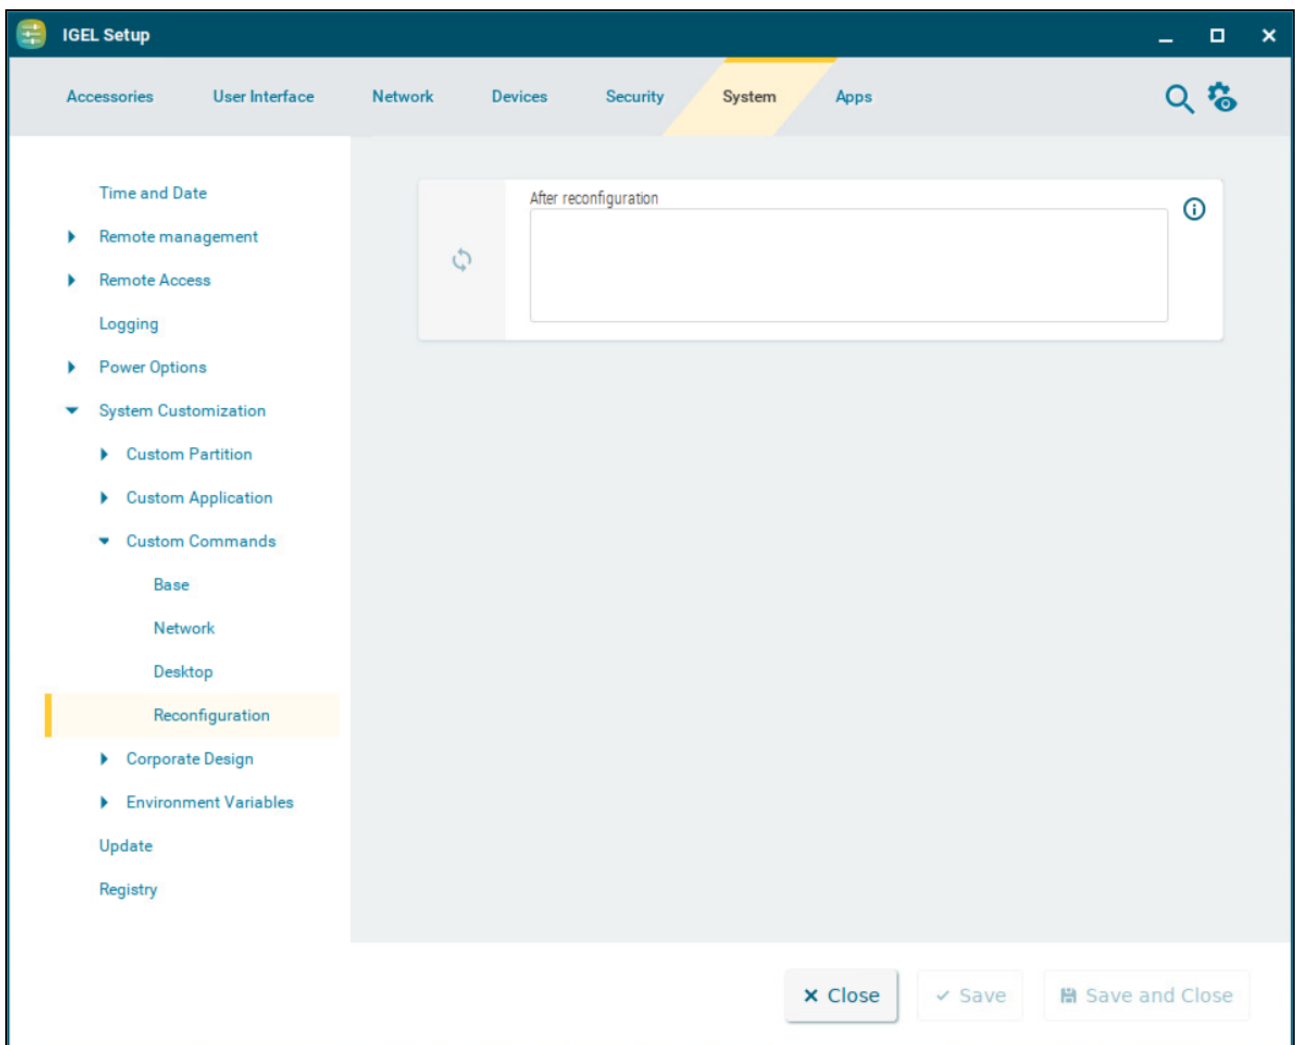 IGEL Setup
Accessories User Interface Network Devices Security System Apps
Time and Date
Remote management
Remote Access
Logging
Power Options
System Customization
Custom Partition
Custom Application
Custom Commands
Base
Network
Desktop
Reconfiguration
Corporate Design
Environment Variables
Update
Registry
After reconfiguration
Close Save Save and Close